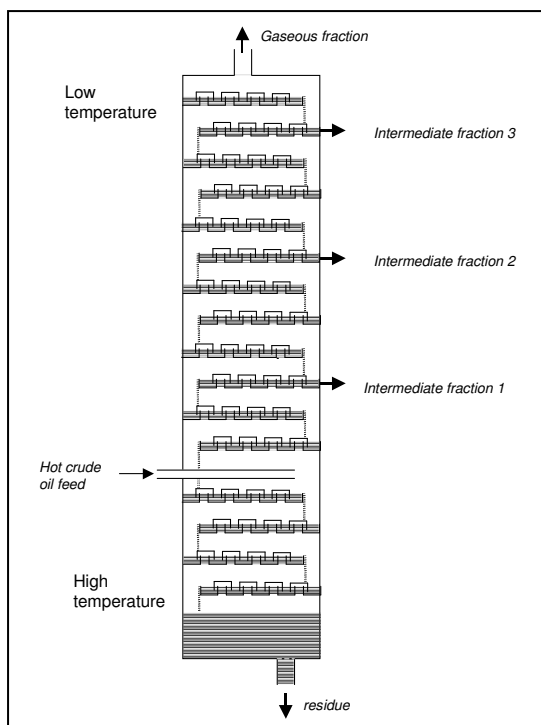 Gaseous fraction
Low
temperature
Intermediate fraction 3
Intermediate fraction 2
Intermediate fraction 1
Hot crude
oil feed
High
temperature
residue